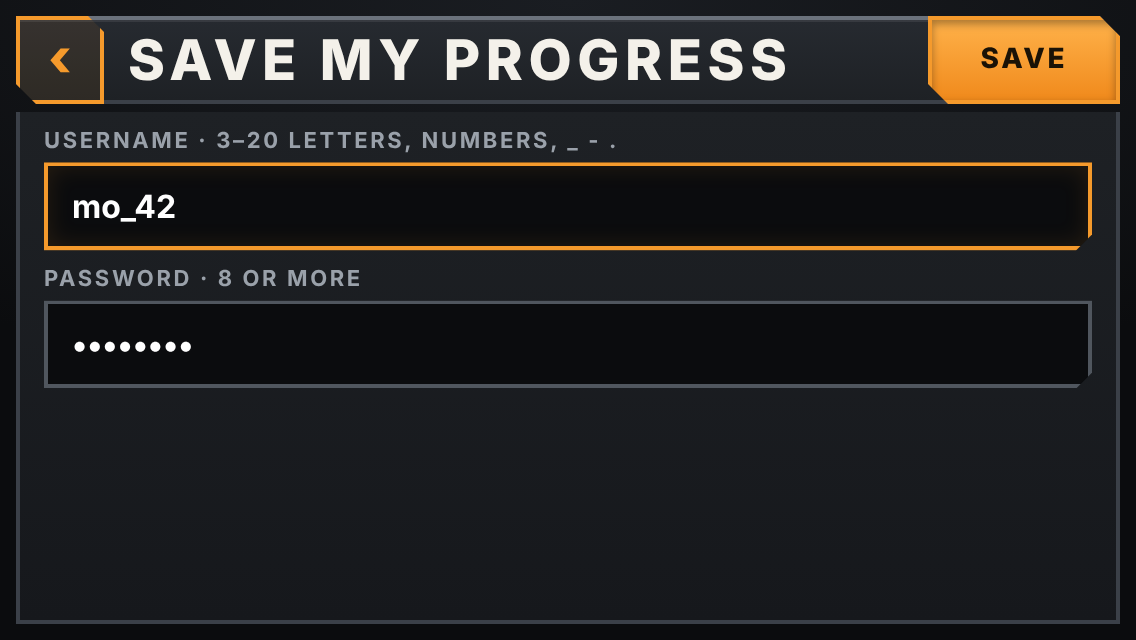 SAVE MY PROGRESS
SAVE
USERNAME · 3–20 LETTERS, NUMBERS, _ - .
mo_42
PASSWORD · 8 OR MORE
••••••••